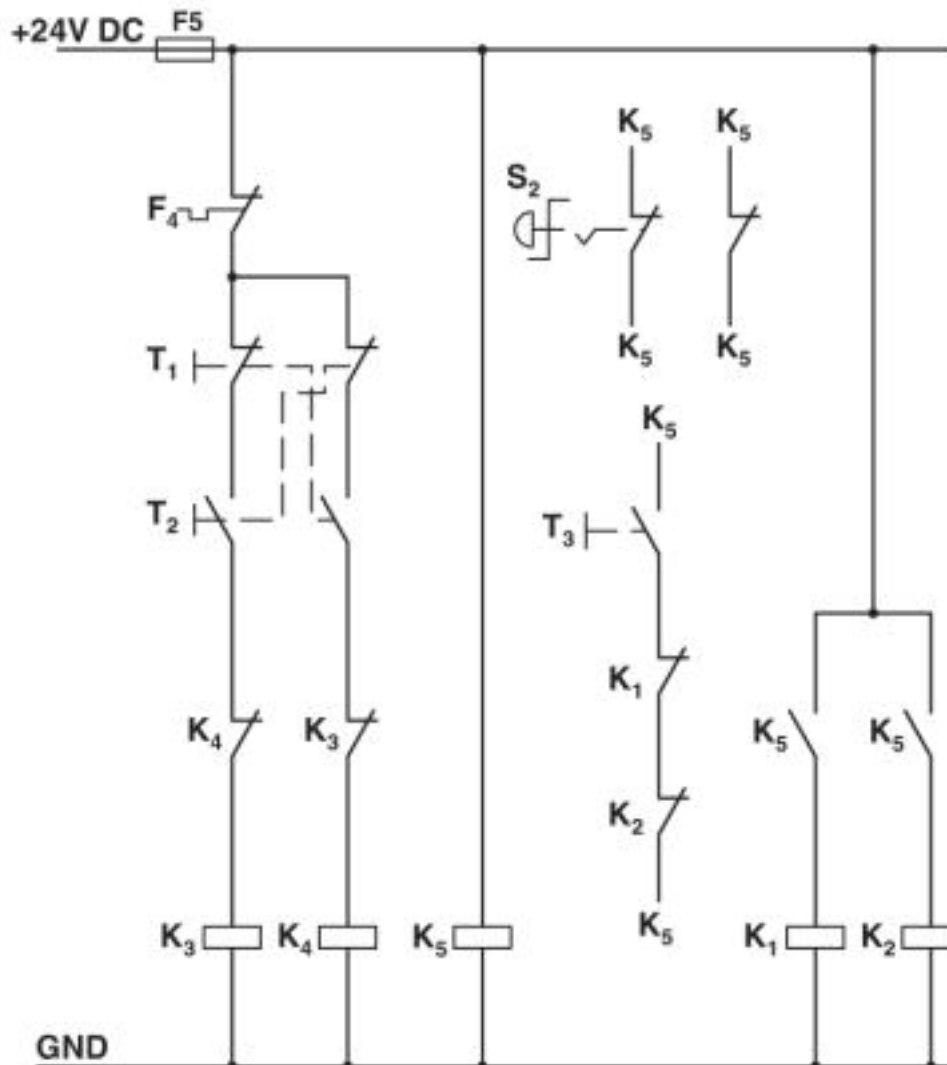 +24V DC
F5
K₅ K₅
S₂
F₄
K₅ K₅
T₁
K₅
T₂
T₃
K₁
K₄ K₃ K₅ K₅
K₂
K₃ K₄ K₅ K₅ K₁ K₂
GND